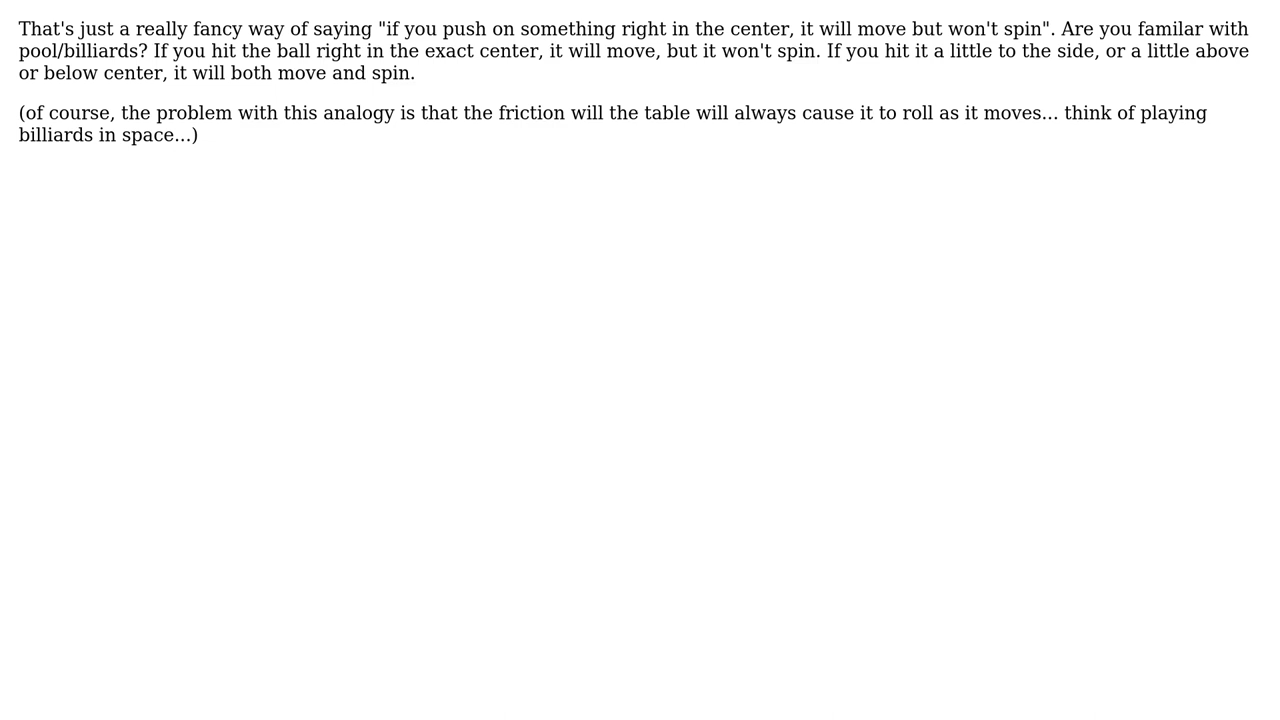 That's just a really fancy way of saying "if you push on something right in the center, it will move but won't spin". Are you familar with
pool/billiards? If you hit the ball right in the exact center, it will move, but it won't spin. If you hit it a little to the side, or a little above
or below center, it will both move and spin.
(of course, the problem with this analogy is that the friction will the table will always cause it to roll as it moves... think of playing
billiards in space...)